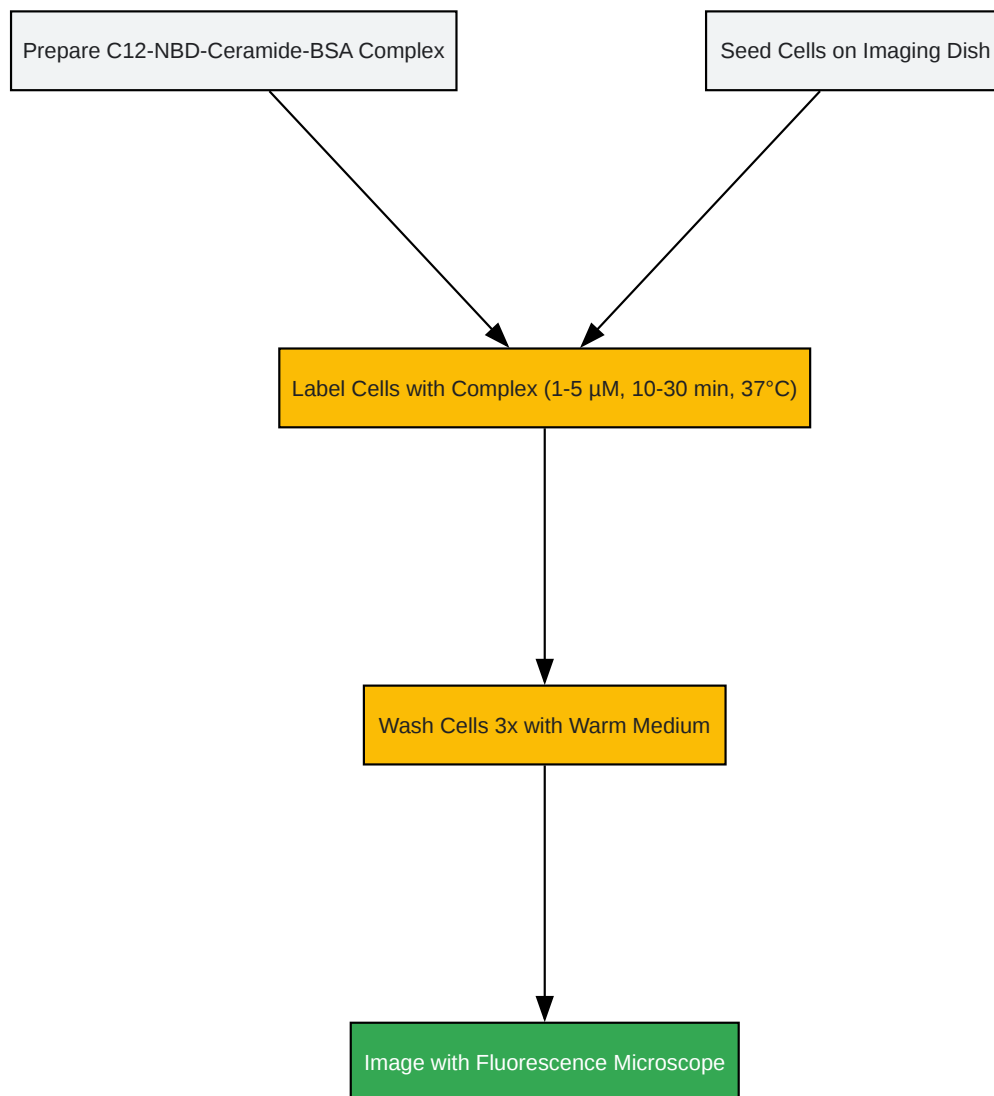 Prepare C12-NBD-Ceramide-BSA Complex
Seed Cells on Imaging Dish
Label Cells with Complex (1-5 µM, 10-30 min, 37°C)
Wash Cells 3x with Warm Medium
Image with Fluorescence Microscope